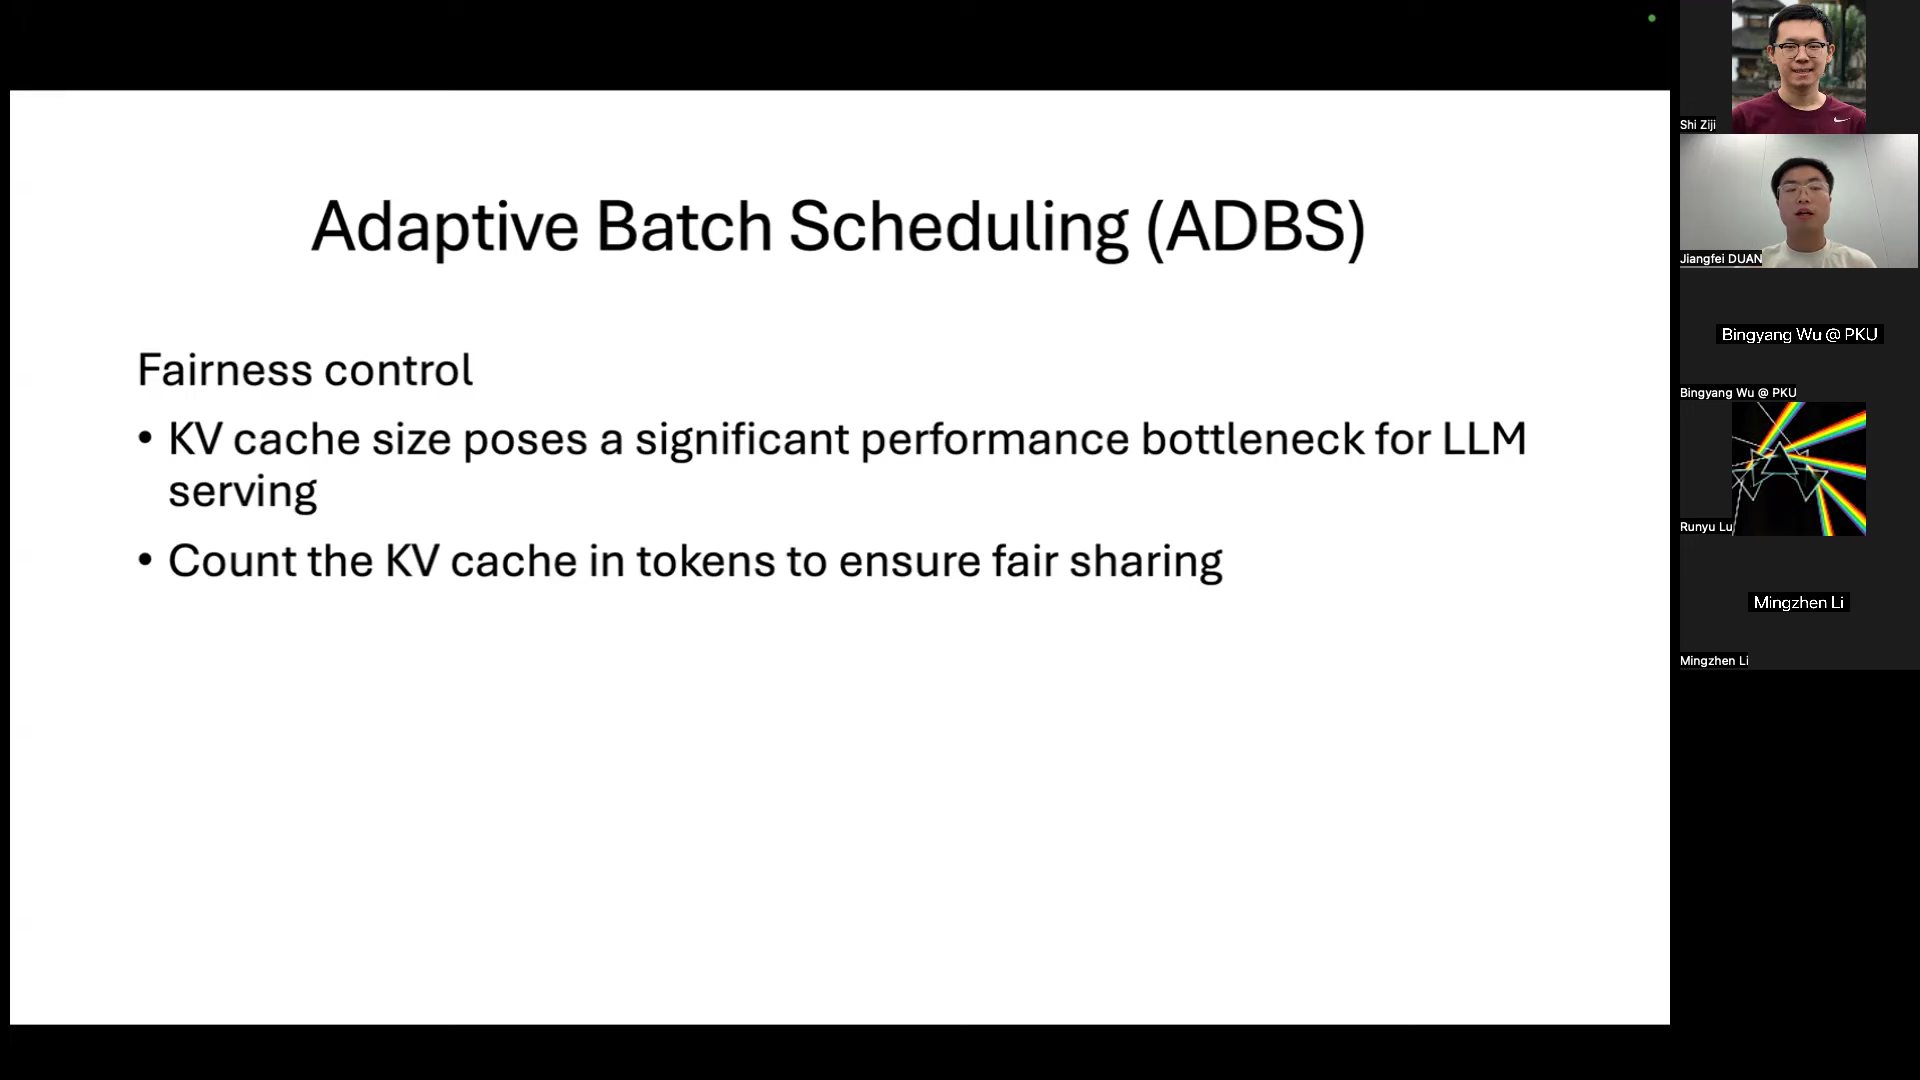 Adaptive Batch Scheduling (ADBS)
Fairness control
• KV cache size poses a significant performance bottleneck for LLM
serving
• Count the KV cache in tokens to ensure fair sharing
Shi Ziji
Jiangfei DUAN
Bingyang Wu @ PKU
Bingyang Wu @ PKU
Runyu Lu
Mingzhen Li
Mingzhen Li